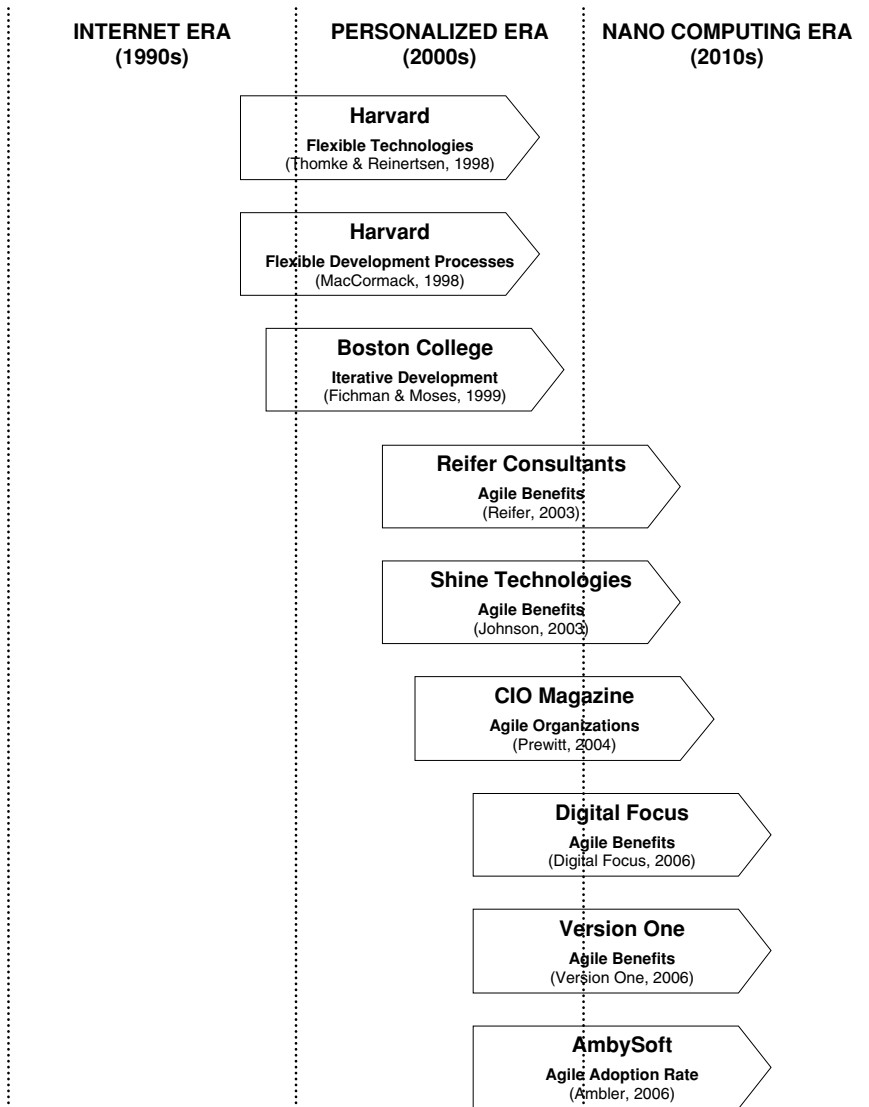 INTERNET ERA
(1990s)
PERSONALIZED ERA
(2000s)
NANO COMPUTING ERA
(2010s)
Harvard
Flexible Technologies
(Thomke & Reinertsen, 1998)
Harvard
Flexible Development Processes
(MacCormack, 1998)
Boston College
Iterative Development
(Fichman & Moses, 1999)
Reifer Consultants
Agile Benefits
(Reifer, 2003)
Shine Technologies
Agile Benefits
(Johnson, 2003)
CIO Magazine
Agile Organizations
(Prewitt, 2004)
Digital Focus
Agile Benefits
(Digital Focus, 2006)
Version One
Agile Benefits
(Version One, 2006)
AmbySoft
Agile Adoption Rate
(Ambler, 2006)